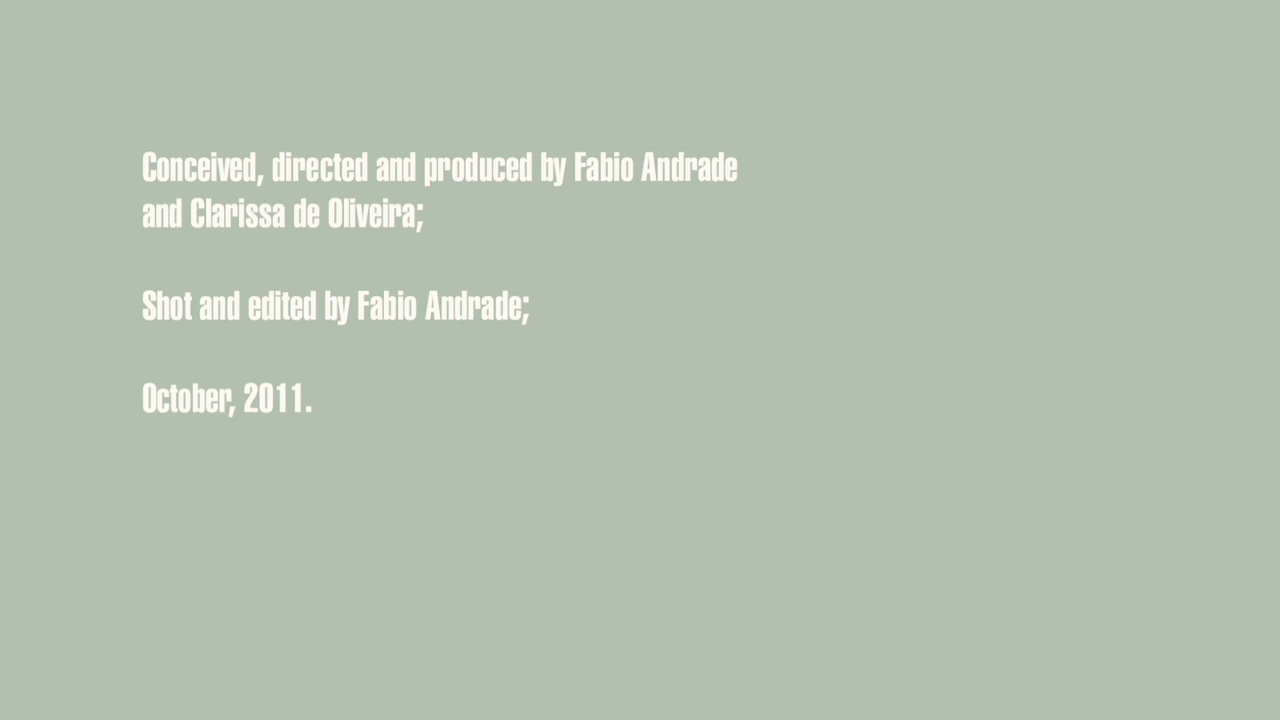 Conceived, directed and produced by Fabio Andrade
and Clarissa de Oliveira;
Shot and edited by Fabio Andrade;
October, 2011.